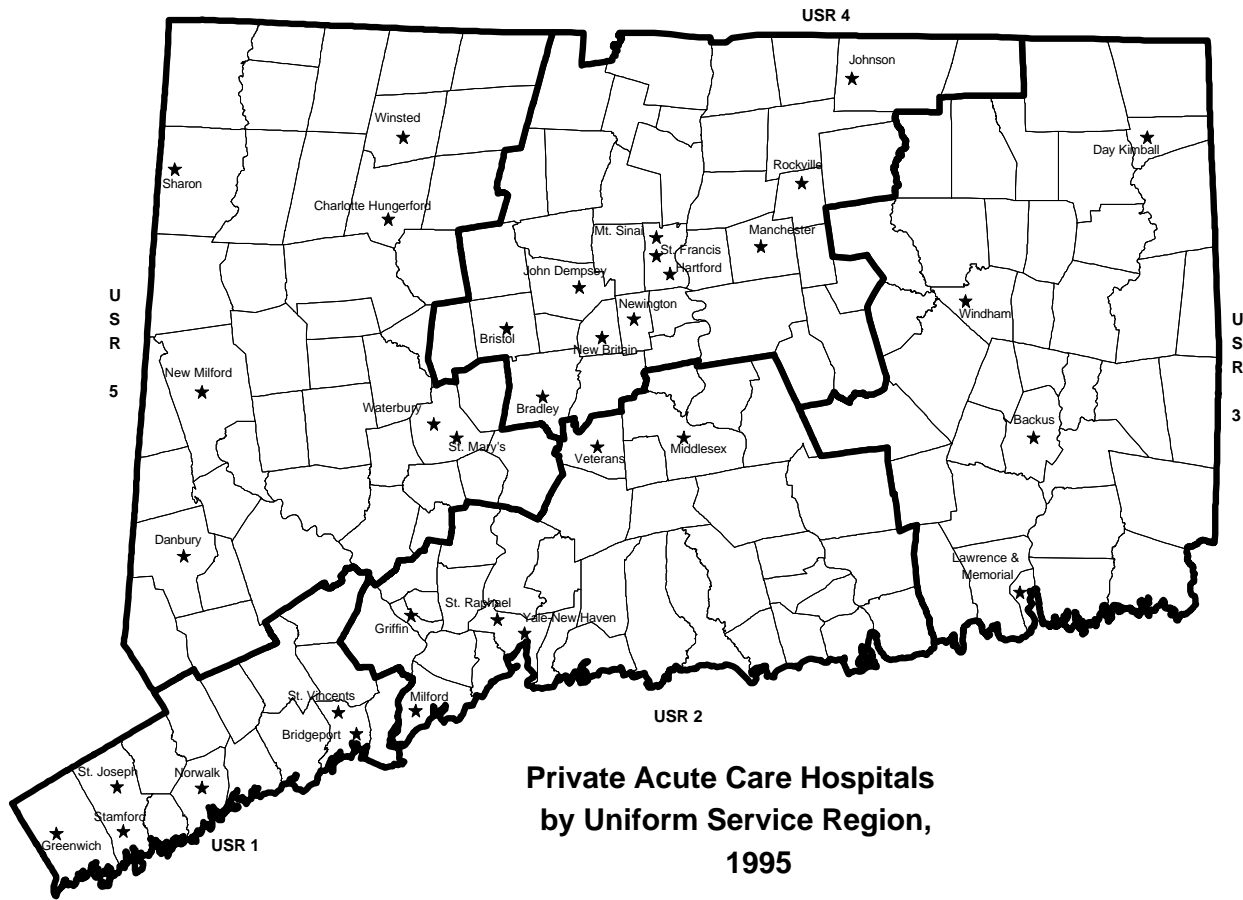 USR 4
Johnson
Winsted
Day Kimball
Rockville
Sharon
Charlotte Hungerford
Mt. Sinai
Manchester
St. Francis
Hartford
John Dempsey
U
S
R
5
Newington
Windham
Bristol
New Britain
U
S
R
3
New Milford
Waterbury
Bradley
Backus
St. Mary's
Veterans
Middlesex
Danbury
Lawrence &
Memorial
St. Raphael
Yale-New Haven
Griffin
St. Vincents
Milford
Bridgeport
USR 2
St. Joseph
Norwalk
Stamford
Greenwich
USR 1
Private Acute Care Hospitals
by Uniform Service Region,
1995